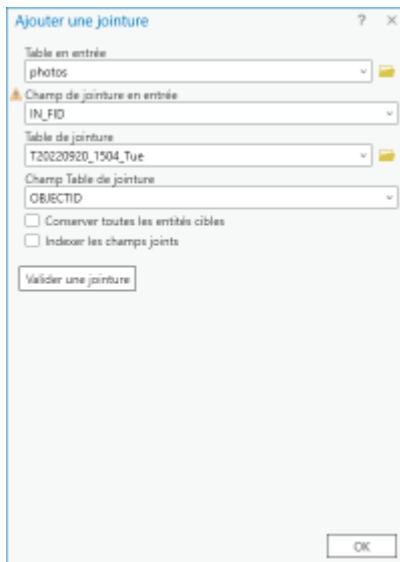 Ajouter une jointure ? ×
Table en entrée
photos
Champ de jointure en entrée
IN_FID
Table de jointure
T20220920_1504_Tue
Champ Table de jointure
OBJECTID
Conserver toutes les entités cibles
Indexer les champs joints
Valider une jointure
OK